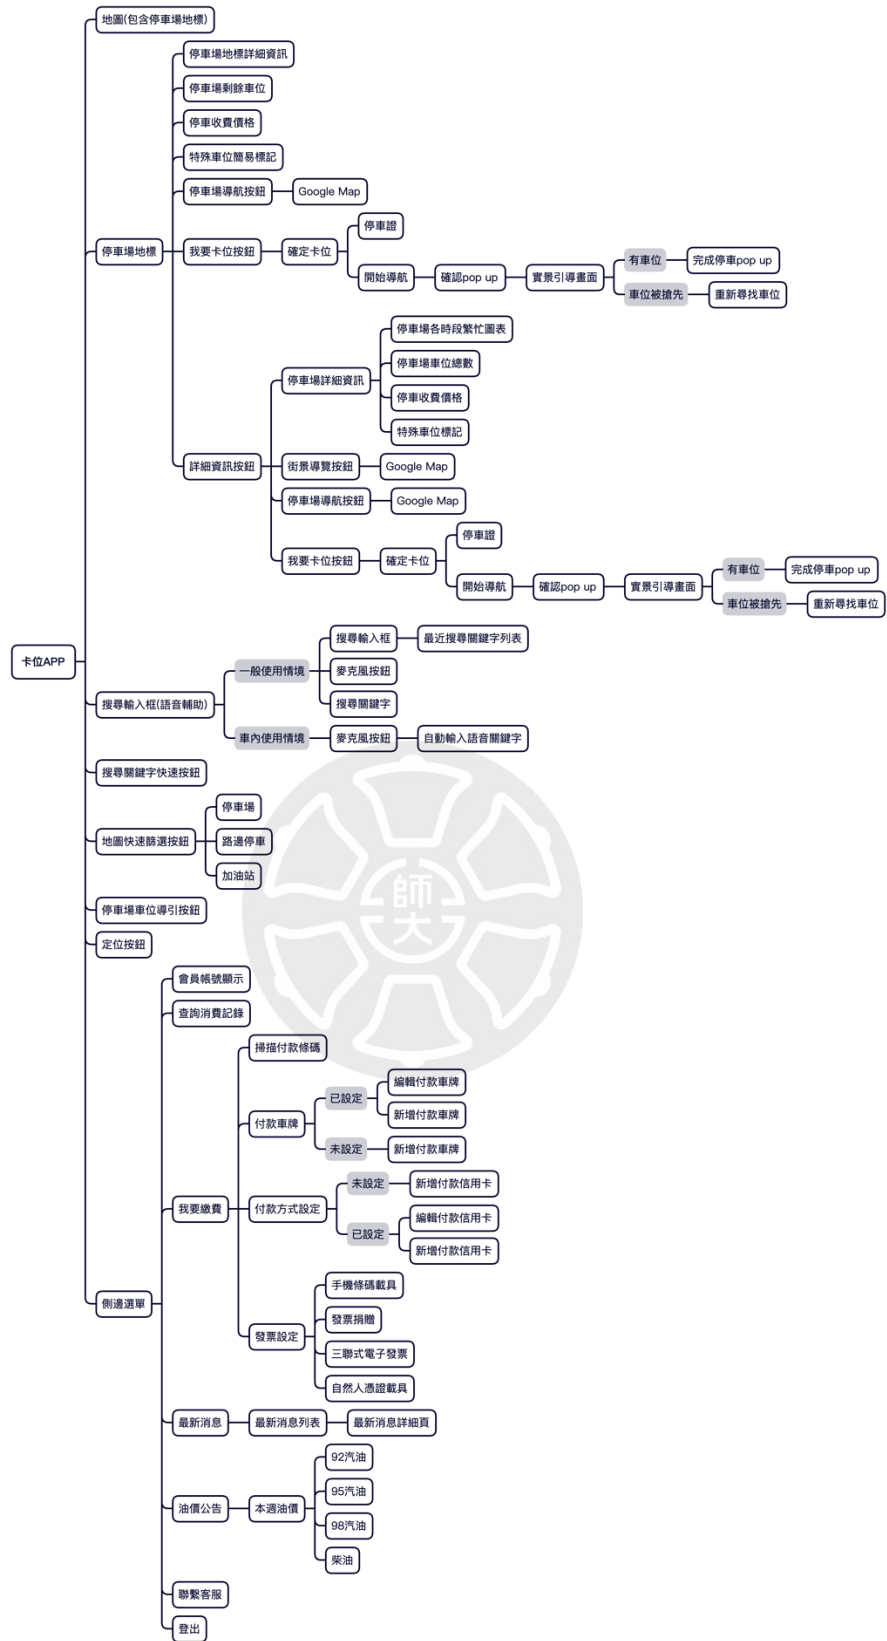 地圖(包含停車場地標)
停車場地標詳細資訊
停車場剩餘車位
停車收費價格
特殊車位簡易標記
停車場導航按鈕
Google Map
停車場地標
我要卡位按鈕
確定卡位
停車證
開始導航
確認pop up
實景引導畫面
有車位
完成停車pop up
車位被搶先
重新尋找車位
詳細資訊按鈕
停車場詳細資訊
停車場各時段繁忙圖表
停車場車位總數
停車收費價格
特殊車位標記
街景導覽按鈕
Google Map
停車場導航按鈕
Google Map
我要卡位按鈕
確定卡位
停車證
開始導航
確認pop up
實景引導畫面
有車位
完成停車pop up
車位被搶先
重新尋找車位
卡位APP
搜尋輸入框(語音輔助)
一般使用情境
搜尋輸入框
最近搜尋關鍵字列表
麥克風按鈕
搜尋關鍵字
車內使用情境
麥克風按鈕
自動輸入語音關鍵字
搜尋關鍵字快速按鈕
地圖快速篩選按鈕
停車場
路邊停車
加油站
停車場車位導引按鈕
定位按鈕
師大
側邊選單
會員帳號顯示
查詢消費記錄
我要繳費
掃描付款條碼
付款車牌
已設定
編輯付款車牌
新增付款車牌
未設定
新增付款車牌
付款方式設定
未設定
新增付款信用卡
已設定
編輯付款信用卡
新增付款信用卡
發票設定
手機條碼載具
發票捐贈
三聯式電子發票
自然人憑證載具
最新消息
最新消息列表
最新消息詳細頁
油價公告
本週油價
92汽油
95汽油
98汽油
柴油
聯繫客服
登出